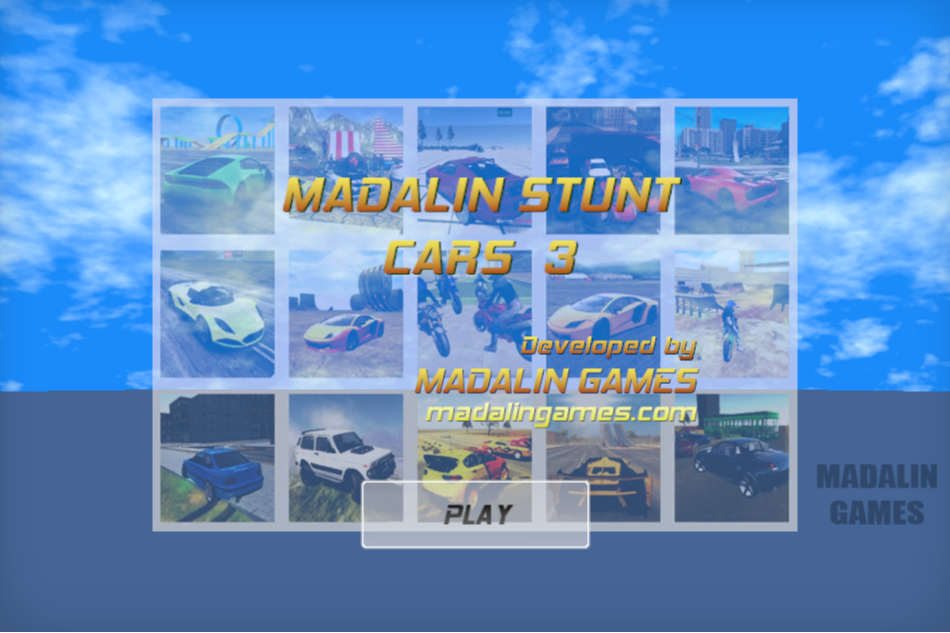 MADALIN STUNT
CARS 3
Developed by
MADALIN GAMES
madalingames.com
MADALIN
GAMES
PLAY